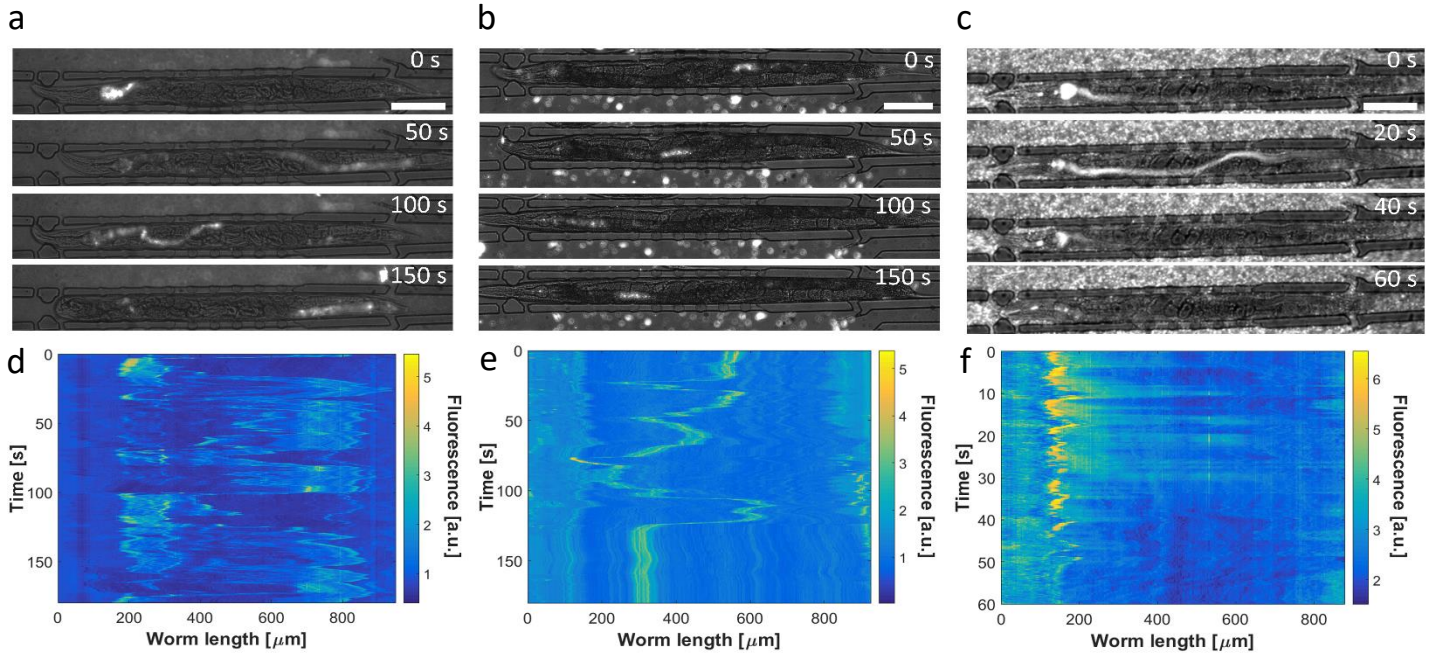 a
b
c
0 s
0 s
0 s
50 s
50 s
20 s
100 s
100 s
40 s
150 s
150 s
60 s
d
e
f
0
50
100
150
Time [s]
0 200 400 600 800
Worm length [μm]
5
4
3
2
1
Fluorescence [a.u.]
0
50
100
150
Time [s]
0 200 400 600 800
Worm length [μm]
5
4
3
2
1
Fluorescence [a.u.]
0
10
20
30
40
50
60
Time [s]
0 200 400 600 800
Worm length [μm]
6
5
4
3
2
Fluorescence [a.u.]